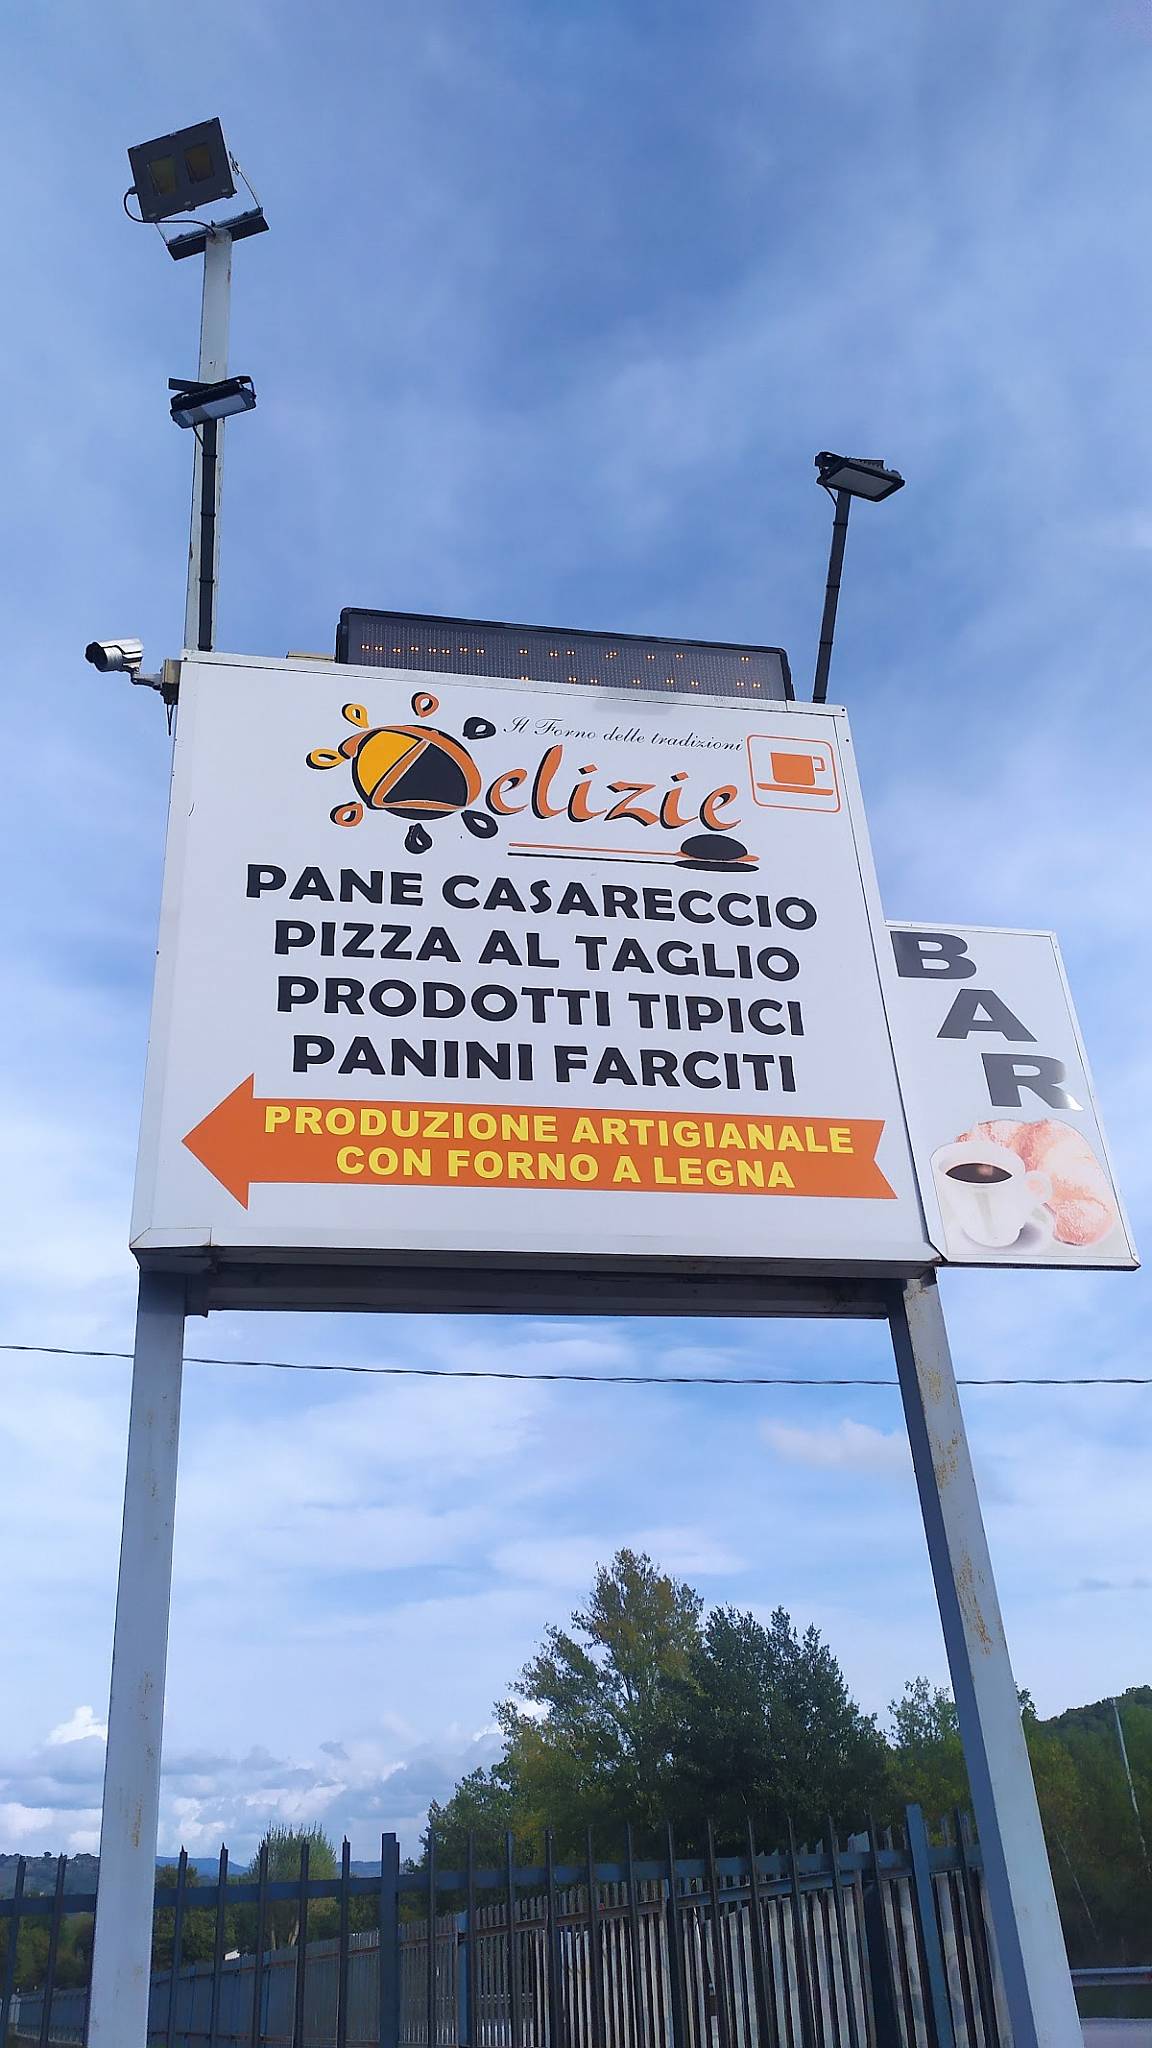 Il Forno delle tradizioni
Delizie
PANE CASARECCIO
PIZZA AL TAGLIO
PRODOTTI TIPICI
PANINI FARCITI
PRODUZIONE ARTIGIANALE
CON FORNO A LEGNA
BAR